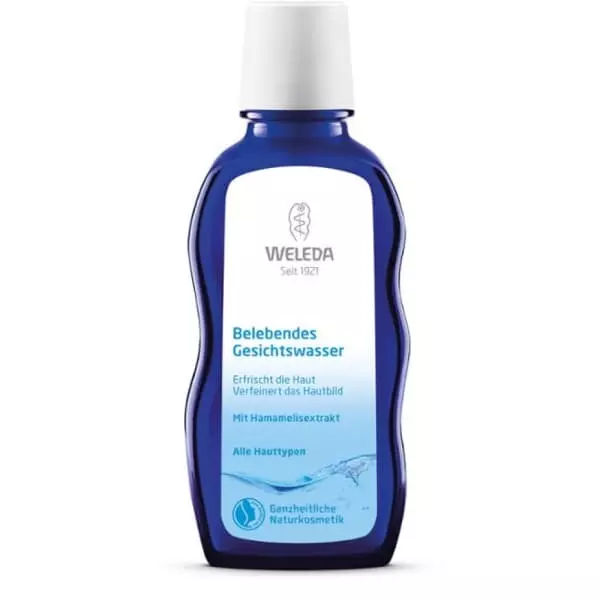 WELEDA
Seit 1921
Belebendes
Gesichtswasser
Erfrischt die Haut
Verfeinert das Hautbild
Mit Hamamelisextrakt
Alle Hauttypen
Ganzheitliche
Naturkosmetik